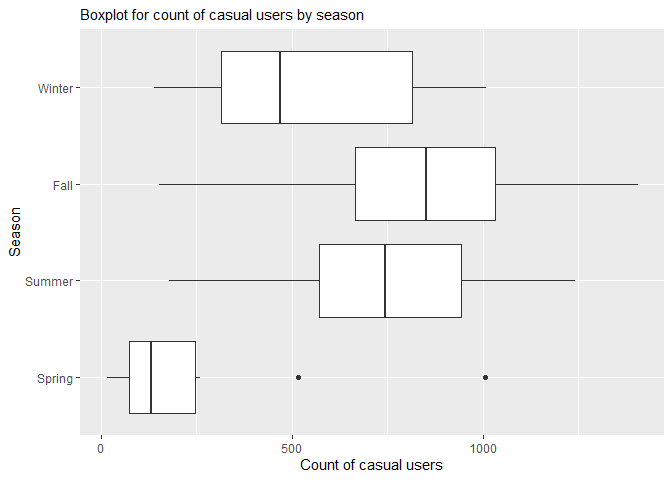 Boxplot for count of casual users by season
Season
Winter
Fall
Summer
Spring
0 500 1000
Count of casual users